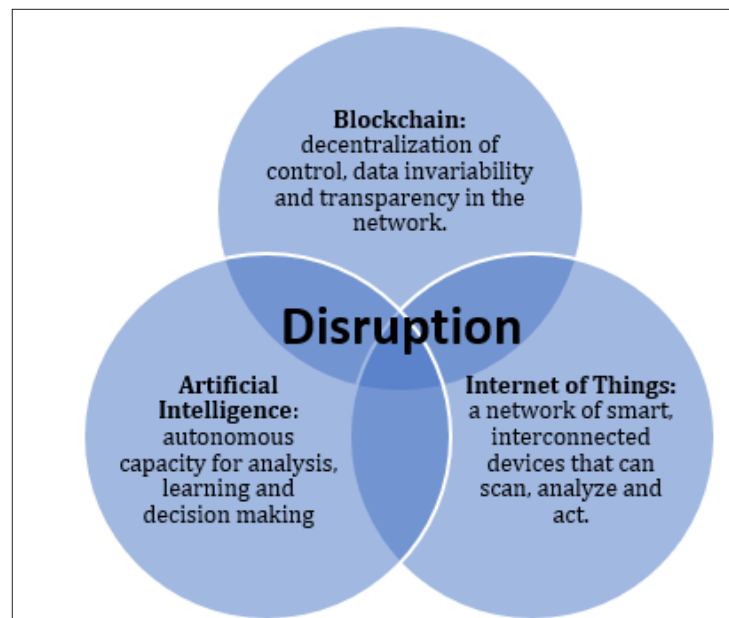 Blockchain:
decentralization of
control, data invariability
and transparency in the
network.
Disruption
Artificial
Intelligence:
autonomous
capacity for analysis,
learning and
decision making
Internet of Things:
a network of smart,
interconnected
devices that can
scan, analyze and
act.